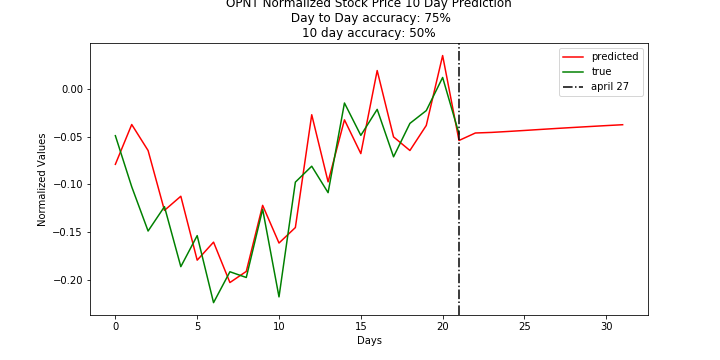 OPNT Normalized Stock Price 10 Day Prediction
Day to Day accuracy: 75%
10 day accuracy: 50%
predicted
true
april 27
Normalized Values
0.00
−0.05
−0.10
−0.15
−0.20
0
5
10
15
20
25
30
Days